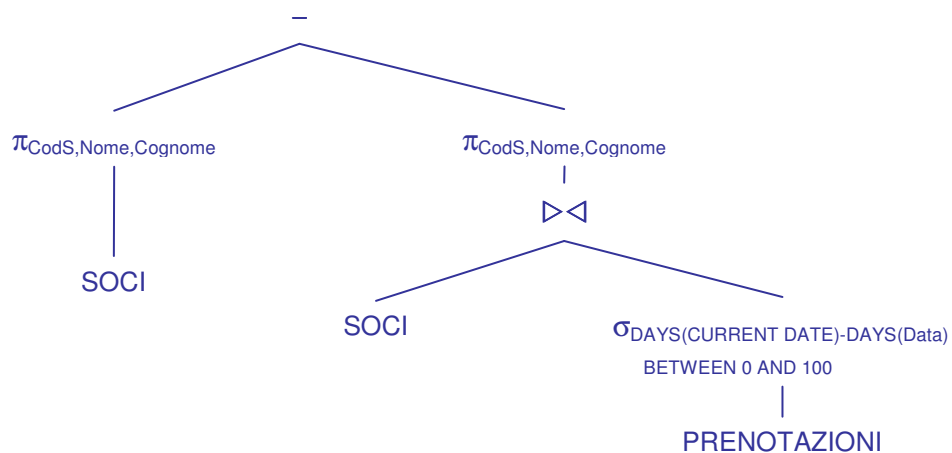 –
πCodS,Nome,Cognome πCodS,Nome,Cognome
▷◁
SOCI
SOCI
σDAYS(CURRENT DATE)-DAYS(Data)
BETWEEN 0 AND 100
PRENOTAZIONI